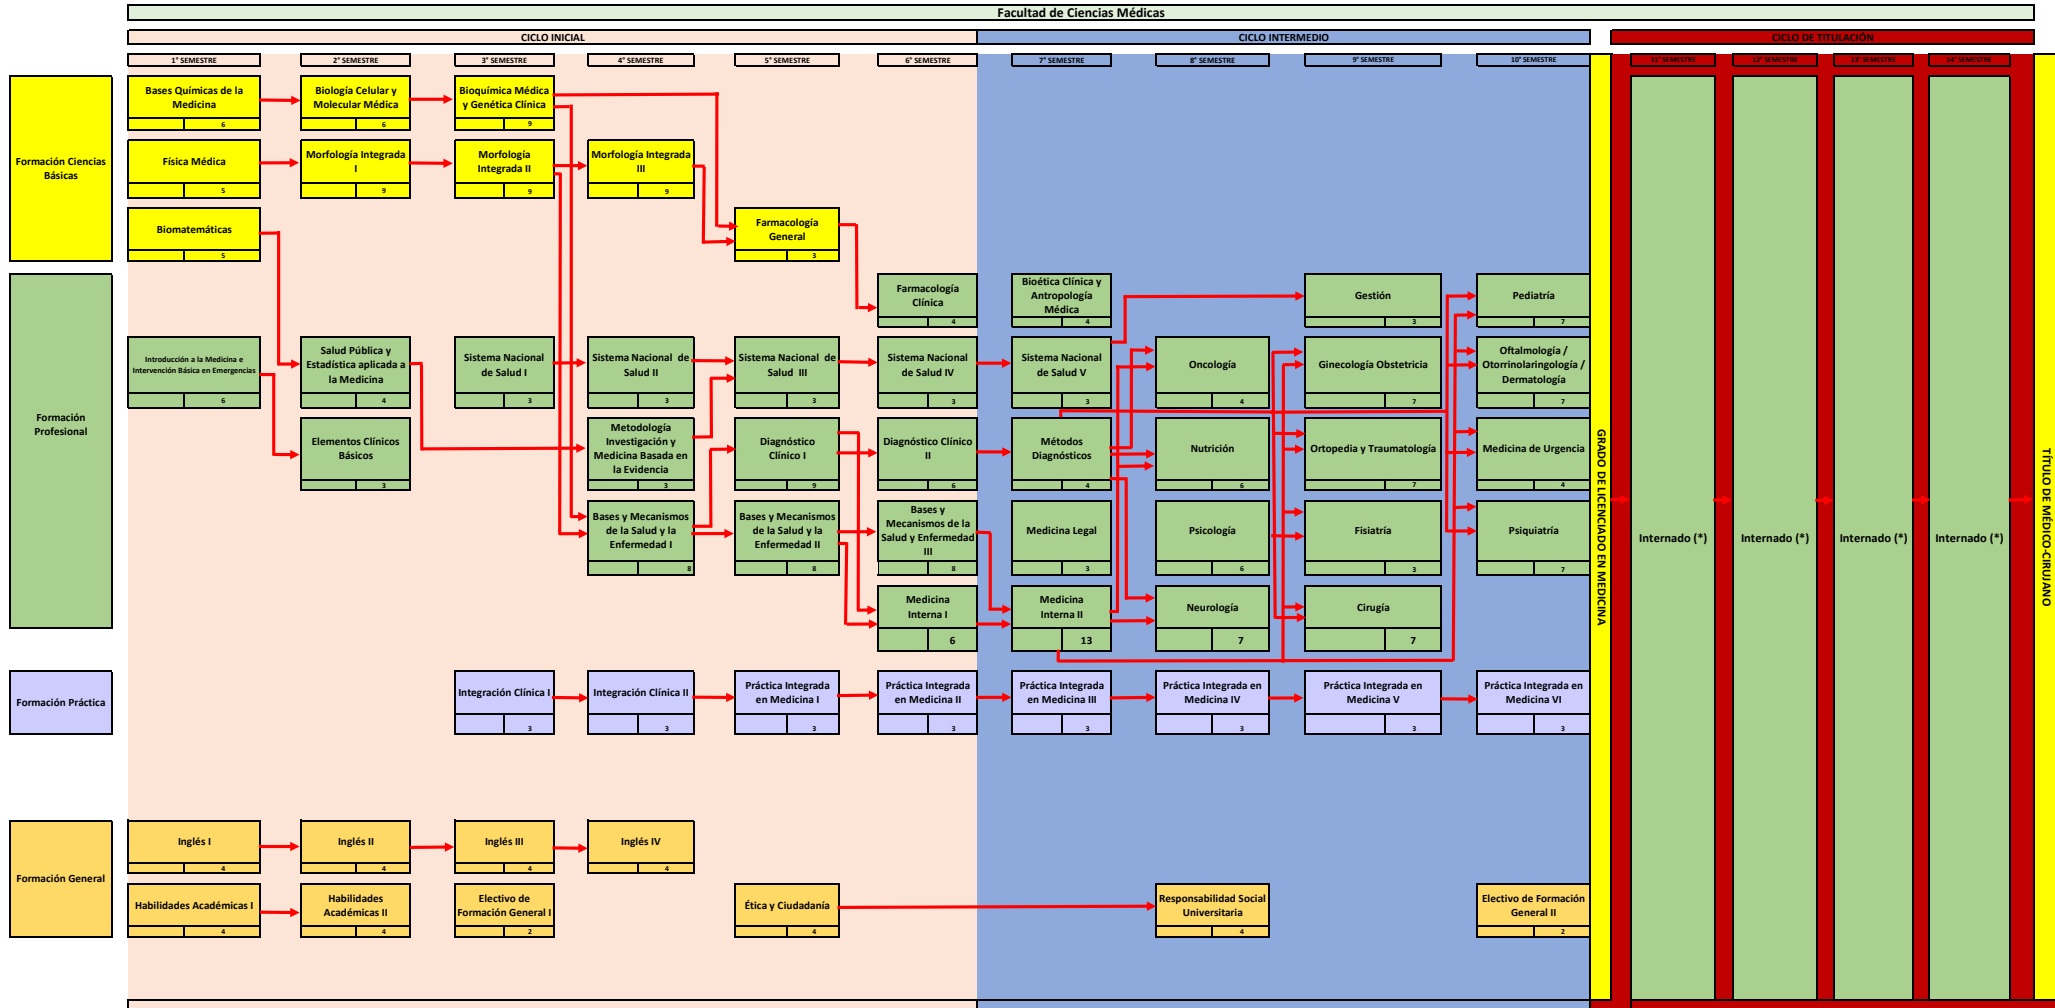 Facultad de Ciencias Médicas
CICLO INICIAL
CICLO INTERMEDIO
CICLO DE TITULACIÓN
1° SEMESTRE
2° SEMESTRE
3° SEMESTRE
4° SEMESTRE
5° SEMESTRE
6° SEMESTRE
7° SEMESTRE
8° SEMESTRE
9° SEMESTRE
10° SEMESTRE
11° SEMESTRE
12° SEMESTRE
13° SEMESTRE
14° SEMESTRE
Formación Ciencias
Básicas
Bases Químicas de la
Medicina
6
Biología Celular y
Molecular Médica
6
Bioquímica Médica
y Genética Clínica
9
Física Médica
5
Morfología Integrada
I
9
Morfología
Integrada II
9
Morfología Integrada
III
9
Biomatemáticas
5
Farmacología
General
3
Formación
Profesional
Farmacología
Clínica
4
Bioética Clínica y
Antropología
Médica
4
Gestión
3
Pediatría
7
Introducción a la Medicina e
Intervención Básica en Emergencias
6
Salud Pública y
Estadística aplicada a
la Medicina
4
Sistema Nacional
de Salud I
3
Sistema Nacional de
Salud II
3
Sistema Nacional de
Salud III
3
Sistema Nacional
de Salud IV
3
Sistema Nacional
de Salud V
3
Oncología
4
Ginecología Obstetricia
7
Oftalmología /
Otorrinolaringología /
Dermatología
7
Elementos Clínicos
Básicos
3
Metodología
Investigación y
Medicina Basada en
la Evidencia
3
Diagnóstico
Clínico I
9
Diagnóstico Clínico
II
6
Métodos
Diagnósticos
4
Nutrición
6
Ortopedia y Traumatología
7
Medicina de Urgencia
4
Bases y Mecanismos
de la Salud y la
Enfermedad I
8
Bases y Mecanismos
de la Salud y la
Enfermedad II
8
Bases y
Mecanismos de la
Salud y Enfermedad
III
8
Medicina Legal
3
Psicología
6
Fisiatría
3
Psiquiatría
7
Medicina
Interna I
6
Medicina
Interna II
13
Neurología
7
Cirugía
7
GRADO DE LICENCIADO EN MEDICINA
Internado (*)
Internado (*)
Internado (*)
Internado (*)
TÍTULO DE MÉDICO-CIRUJANO
Formación Práctica
Integración Clínica I
3
Integración Clínica II
3
Práctica Integrada
en Medicina I
3
Práctica Integrada
en Medicina II
3
Práctica Integrada
en Medicina III
3
Práctica Integrada en
Medicina IV
3
Práctica Integrada en
Medicina V
3
Práctica Integrada en
Medicina VI
3
Formación General
Inglés I
4
Inglés II
4
Inglés III
4
Inglés IV
4
Habilidades Académicas I
4
Habilidades
Académicas II
4
Electivo de
Formación General I
2
Ética y Ciudadanía
4
Responsabilidad Social
Universitaria
4
Electivo de Formación
General II
2